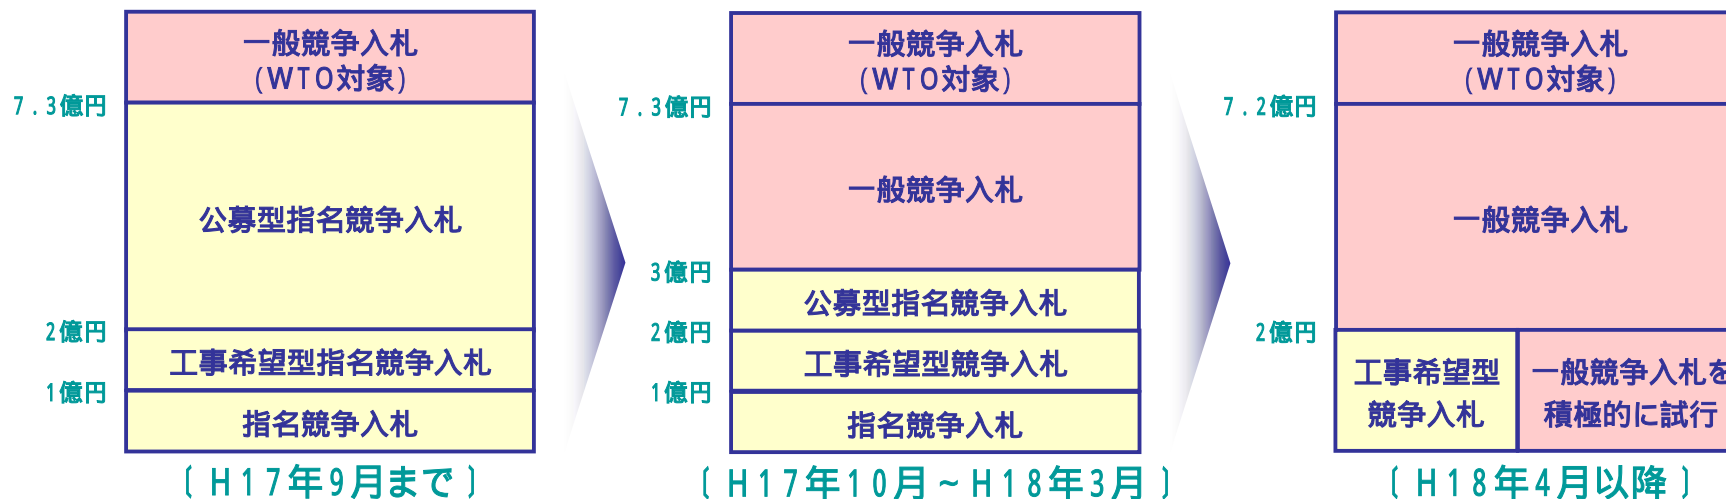 一般競争入札
(WTO対象)
7.3億円
公募型指名競争入札
2億円
工事希望型指名競争入札
1億円
指名競争入札
〔H17年9月まで〕
一般競争入札
(WTO対象)
7.3億円
一般競争入札
3億円
公募型指名競争入札
2億円
工事希望型競争入札
1億円
指名競争入札
〔H17年10月~H18年3月〕
一般競争入札
(WTO対象)
7.2億円
一般競争入札
2億円
工事希望型
競争入札
一般競争入札を
積極的に試行
〔H18年4月以降〕